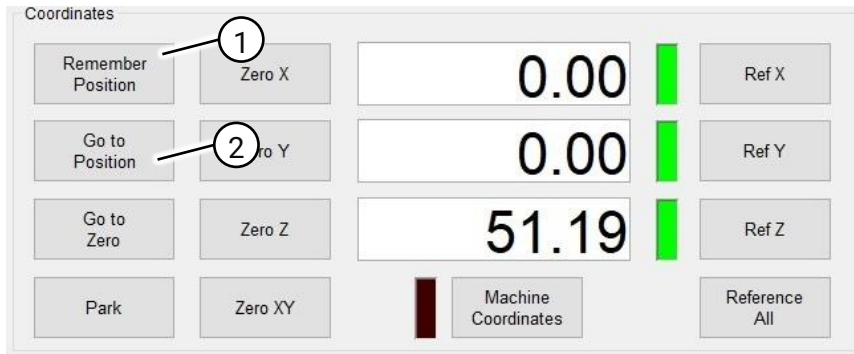 Coordinates
1
Remember
Position
Zero X
0.00
Ref X
Go to
Position
2
ro Y
0.00
Ref Y
Go to
Zero
Zero Z
51.19
Ref Z
Park
Zero XY
Machine
Coordinates
Reference
All